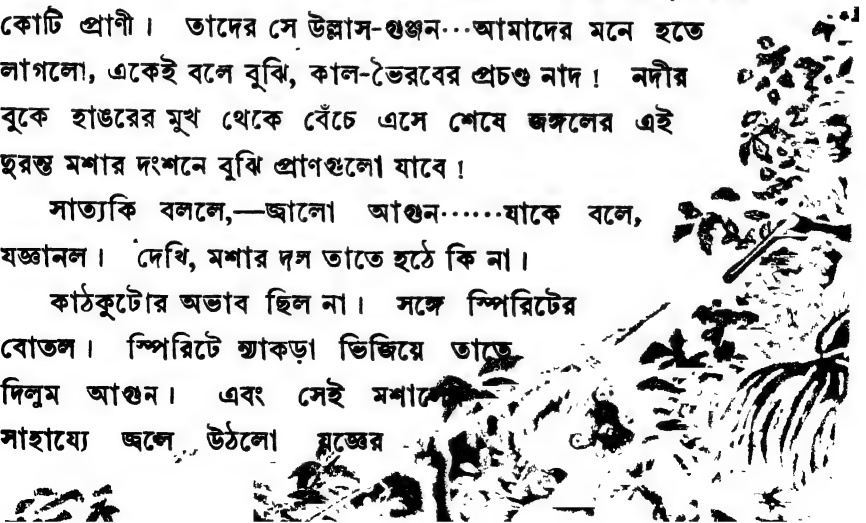 কোটি প্রাণী। তাদের সে উল্লাস-গুঞ্জন···আমাদের মনে হতে
লাগলো, একেই বলে বুঝি, কাল-ভৈরবের প্রচণ্ড নাদ! নদীর
বুকে হাঙরের মুখ থেকে বেঁচে এসে শেষে জঙ্গলের এই
দুরন্ত মশার দংশনে বুঝি প্রাণগুলো যাবে!
সাত্যকি বললে,—জ্বালো আগুন······যাকে বলে,
যজ্ঞানল। দেখি, মশার দল তাতে হঠে কি না।
কাঠকুটোর অভাব ছিল না। সঙ্গে স্পিরিটের
বোতল। স্পিরিটে ন্যাকড়া ভিজিয়ে তাতে
দিলুম আগুন। এবং সেই মশালের
সাহায্যে জ্বলে উঠলো যজ্ঞের